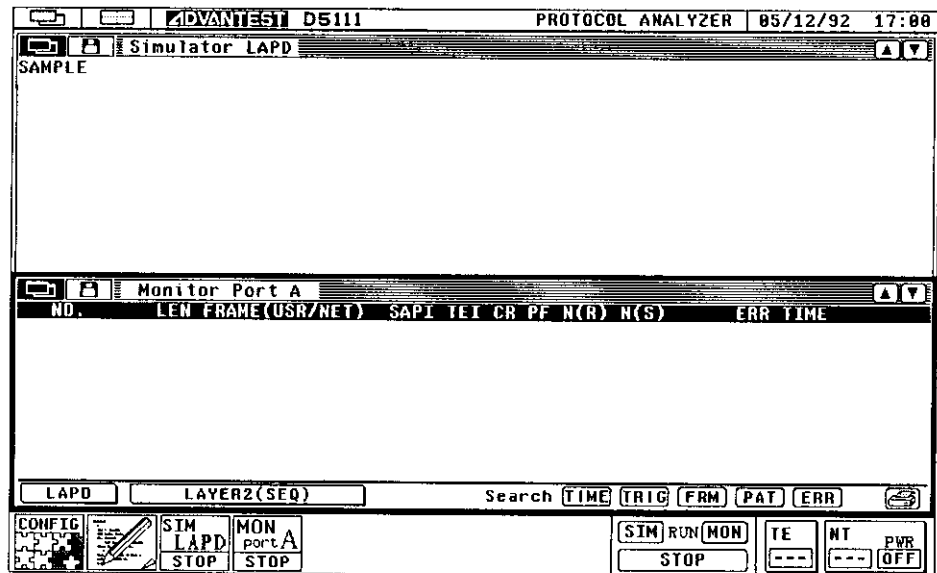 ADVANTEST D5111 PROTOCOL ANALYZER 05/12/92 17:00
Simulator LAPD
SAMPLE
Monitor Port A
NO. LEN FRAME(USR/NET) SAPI TEI CR PF N(R) N(S) ERR TIME
LAPD LAYER2(SEQ) Search TIME TRIG FRM PAT ERR
CONFIG SIM LAPD STOP MON port A STOP SIM RUN MON STOP TE --- NT --- PWR OFF